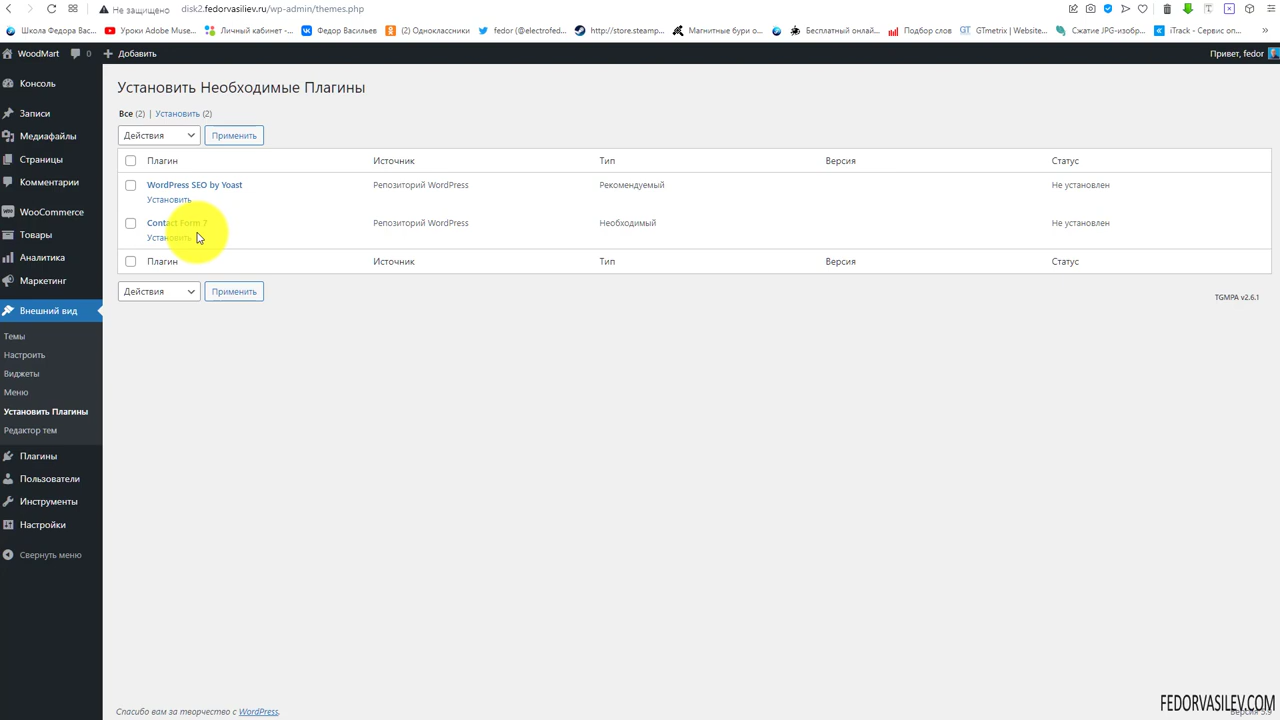 Не защищено disk2.fedorvasiliev.ru/wp-admin/themes.php
Школа Федора Вас... Уроки Adobe Muse... Личный кабинет -... Федор Васильев (2) Одноклассники fedor (@electrofed... http://store.steamp... Магнитные бури о... Бесплатный онлай... Подбор слов GTmetrix | Website... Сжатие JPG-изобр... iTrack - Сервис оп...
WoodMart 0 Добавить Привет, fedor
Консоль
Записи
Медиафайлы
Страницы
Комментарии
WooCommerce
Товары
Аналитика
Маркетинг
Внешний вид
Темы
Настроить
Виджеты
Меню
Установить Плагины
Редактор тем
Плагины
Пользователи
Инструменты
Настройки
Свернуть меню
Установить Необходимые Плагины
Все (2) | Установить (2)
Действия Применить
Плагин Источник Тип Версия Статус
WordPress SEO by Yoast Репозиторий WordPress Рекомендуемый Не установлен
Установить
Contact Form 7 Репозиторий WordPress Необходимый Не установлен
Установить
Плагин Источник Тип Версия Статус
Действия Применить
TGMPA v2.6.1
FEDORVASILEV.COM
Спасибо вам за творчество с WordPress.